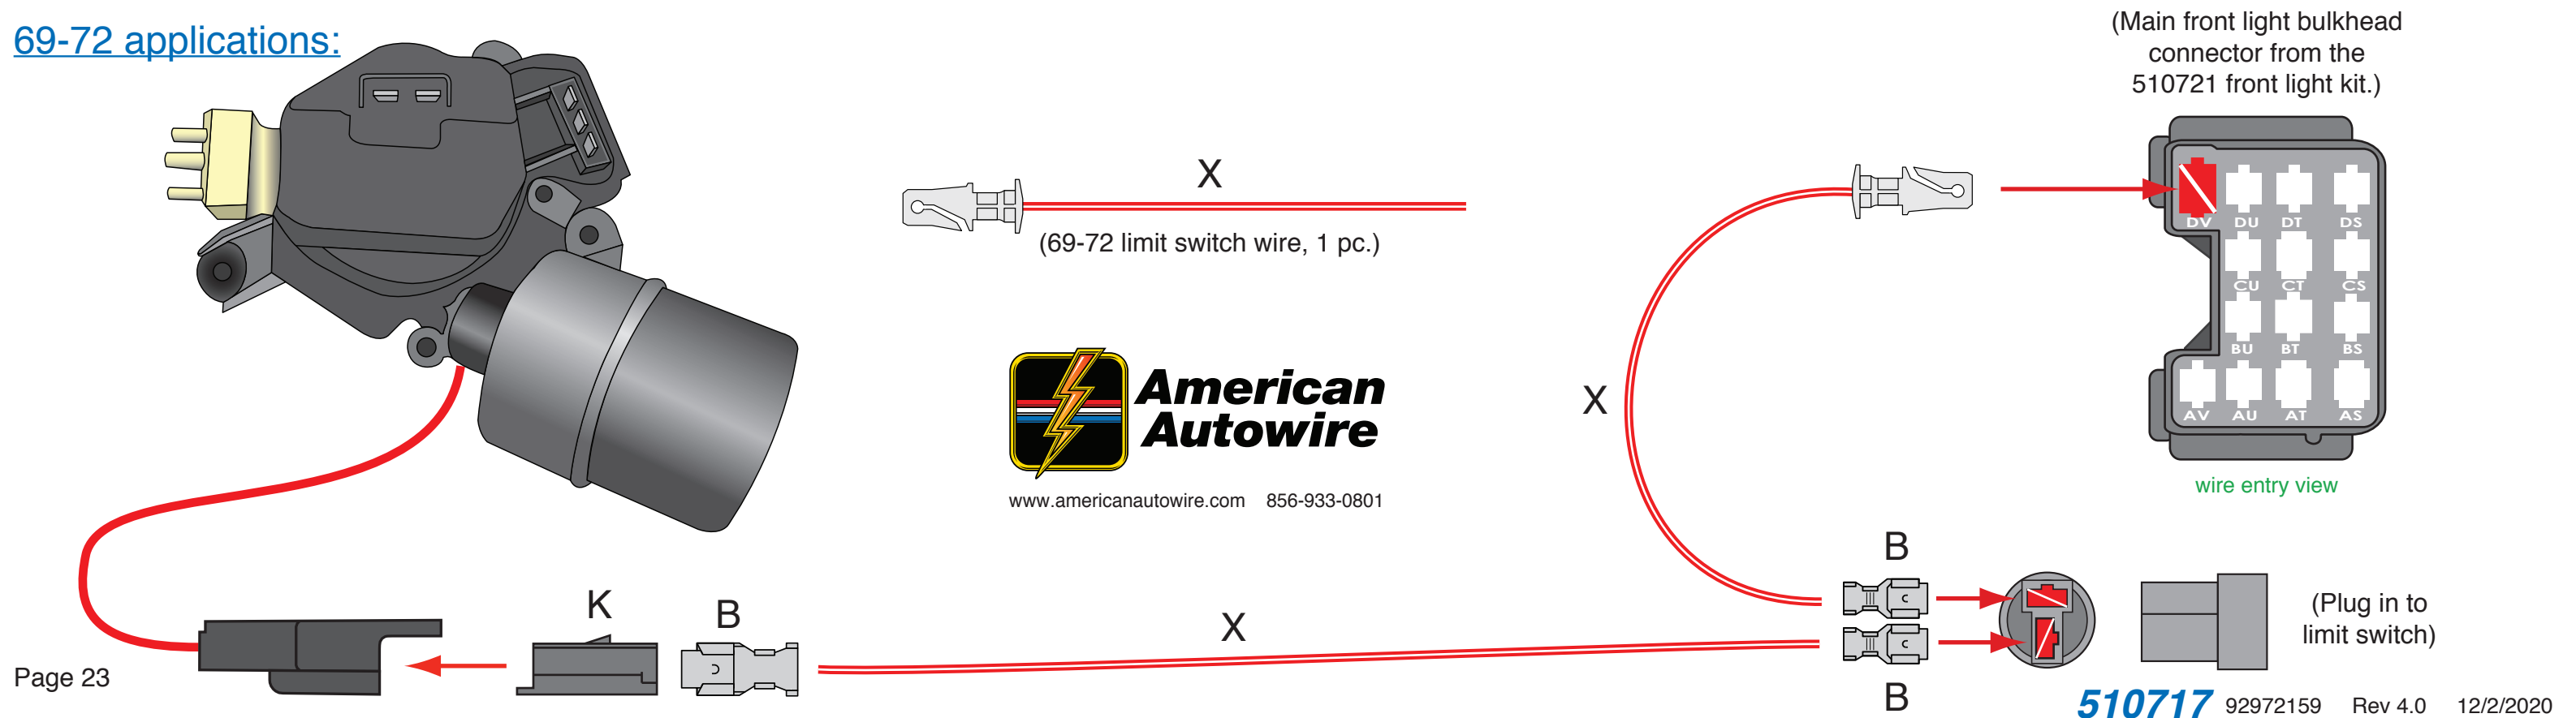 69-72 applications:
(Main front light bulkhead
connector from the
510721 front light kit.)
X
(69-72 limit switch wire, 1 pc.)
DV DU DT DS
CU CT CS
BU BT BS
AV AU AT AS
wire entry view
X
American
Autowire
www.americanautowire.com 856-933-0801
K
B
X
B
B
(Plug in to
limit switch)
Page 23
510717 92972159 Rev 4.0 12/2/2020